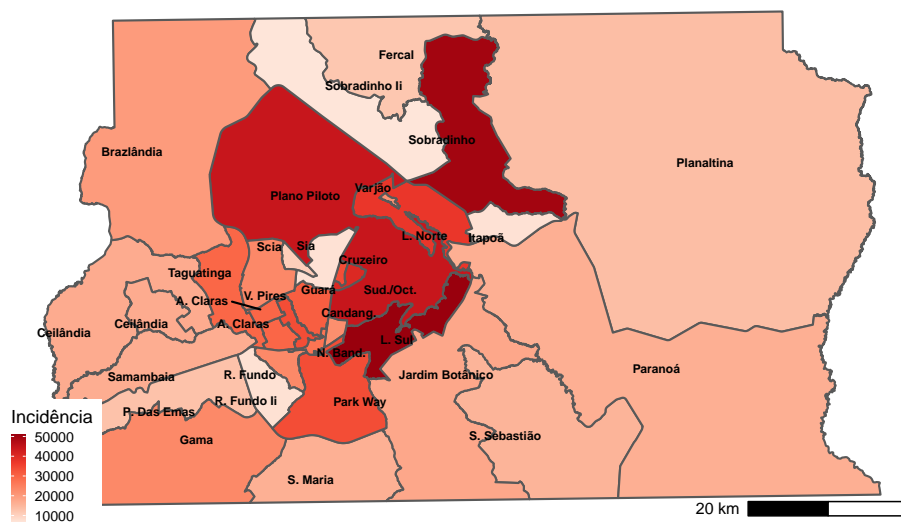 Fercal
Sobradinho Ii
Sobradinho
Brazlândia
Planaltina
Varjão
Plano Piloto
L. Norte
Itapoã
Scia
Sia
Cruzeiro
Taguatinga
V. Pires
Guará
Sud./Oct.
A. Claras
Candang.
Ceilândia
A. Claras
Ceilândia
L. Sul
N. Band.
Samambaia
R. Fundo
Jardim Botânico
Paranoá
R. Fundo Ii
Park Way
P. Das Emas
Gama
S. Sebastião
S. Maria
Incidência
50000
40000
30000
20000
10000
20 km